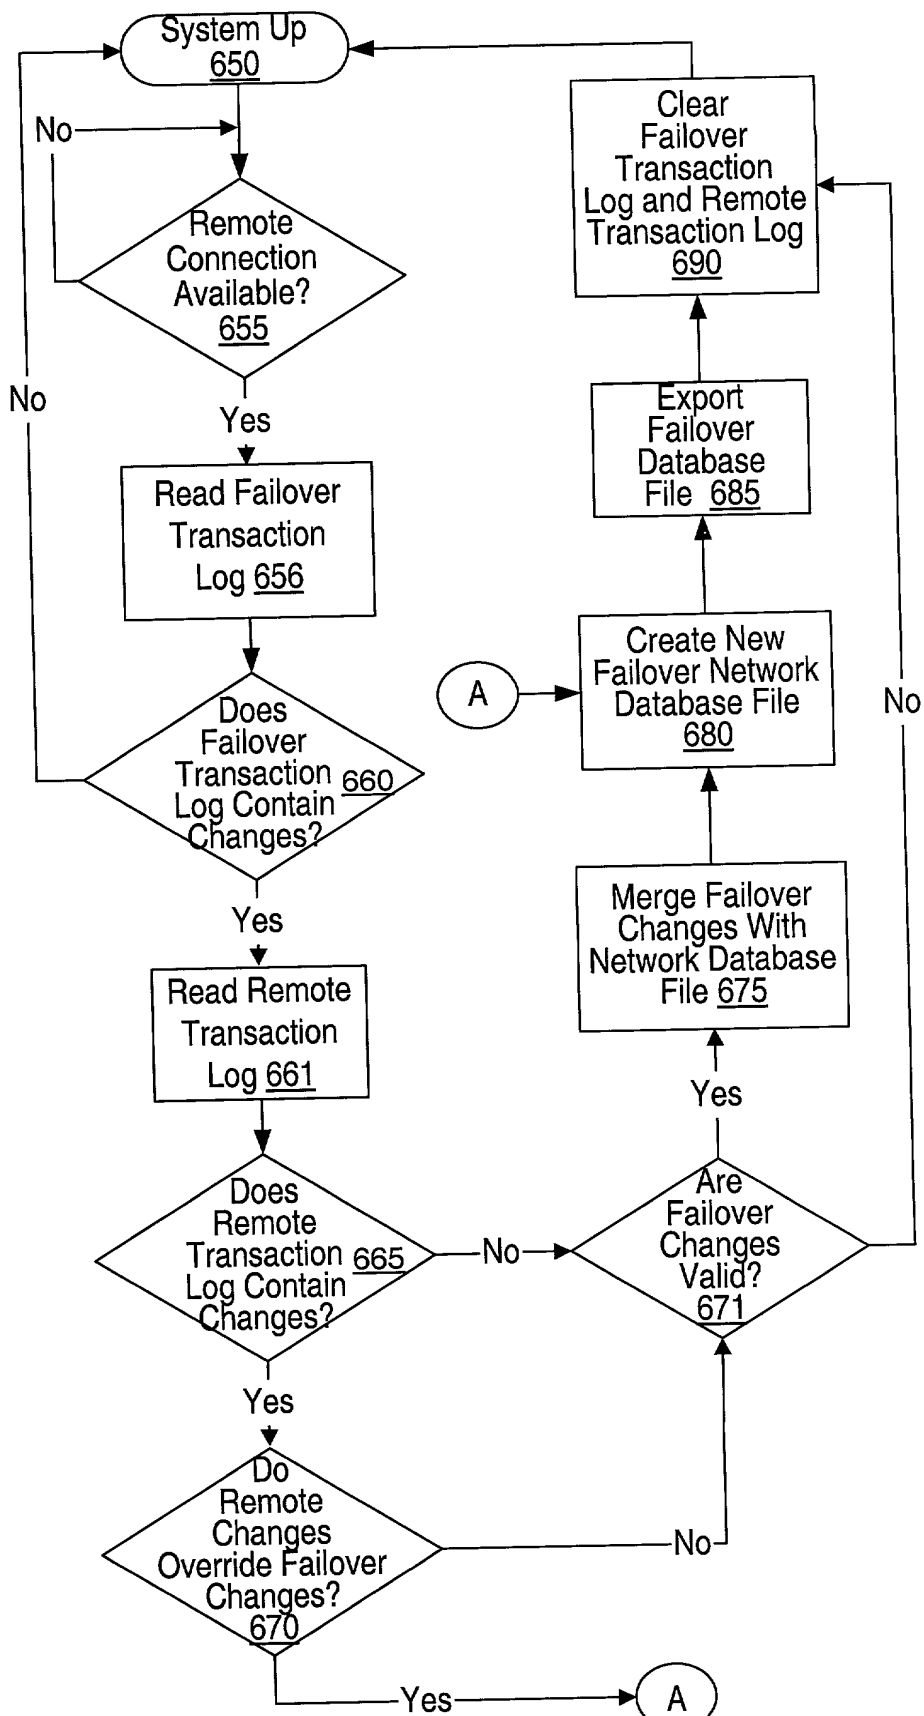 System Up
650
No
Remote
Connection
Available?
655
Yes
No
Read Failover
Transaction
Log 656
Does
Failover
Transaction
Log Contain
Changes?
660
Yes
Read Remote
Transaction
Log 661
Does
Remote
Transaction
Log Contain
Changes?
665
No
Yes
Do
Remote
Changes
Override Failover
Changes?
670
No
Yes
A
Are
Failover
Changes
Valid?
671
Yes
No
Merge Failover
Changes With
Network Database
File 675
A
Create New
Failover Network
Database File
680
Export
Failover
Database
File 685
Clear
Failover
Transaction
Log and Remote
Transaction Log
690